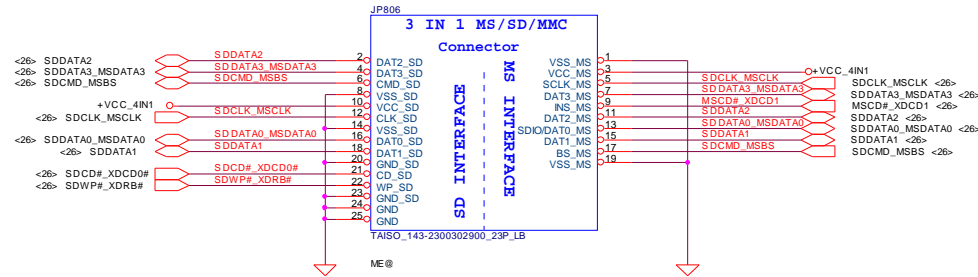 JP806
3 IN 1 MS/SD/MMC
Connector
SD INTERFACE
MS INTERFACE
<26> SDDATA2 SDDATA2 2 DAT2_SD
<26> SDDATA3_MSDATA3 SDDATA3_MSDATA3 4 DAT3_SD
<26> SDCMD_MSBS SDCMD_MSBS 6 CMD_SD
8 VSS_SD
+VCC_4IN1 10 VCC_SD
<26> SDCLK_MSCLK SDCLK_MSCLK 12 CLK_SD
14 VSS_SD
<26> SDDATA0_MSDATA0 SDDATA0_MSDATA0 16 DAT0_SD
<26> SDDATA1 SDDATA1 18 DAT1_SD
20 GND_SD
<26> SDCD#_XDCD0# SDCD#_XDCD0# 21 CD_SD
<26> SDWP#_XDRB# SDWP#_XDRB# 22 WP_SD
23 GND_SD
24 GND
25 GND
VSS_MS 1
VCC_MS 3 +VCC_4IN1
SCLK_MS 5 SDCLK_MSCLK SDCLK_MSCLK <26>
DAT3_MS 7 SDDATA3_MSDATA3 SDDATA3_MSDATA3 <26>
INS_MS 9 MSCD#_XDCD1 MSCD#_XDCD1 <26>
DAT2_MS 11 SDDATA2 SDDATA2 <26>
SDIO/DAT0_MS 13 SDDATA0_MSDATA0 SDDATA0_MSDATA0 <26>
DAT1_MS 15 SDDATA1 SDDATA1 <26>
BS_MS 17 SDCMD_MSBS SDCMD_MSBS <26>
VSS_MS 19
TAISO_143-2300302900_23P_LB
ME@